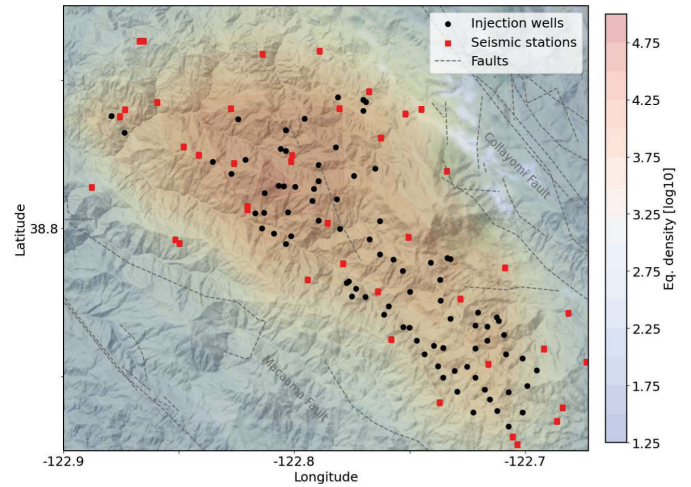 Injection wells
Seismic stations
Faults
Collayomi Fault
Macaama Fault
Latitude
38.8
-122.9
-122.8
-122.7
Longitude
4.75
4.25
3.75
3.25
2.75
2.25
1.75
1.25
Eq. density [log10]